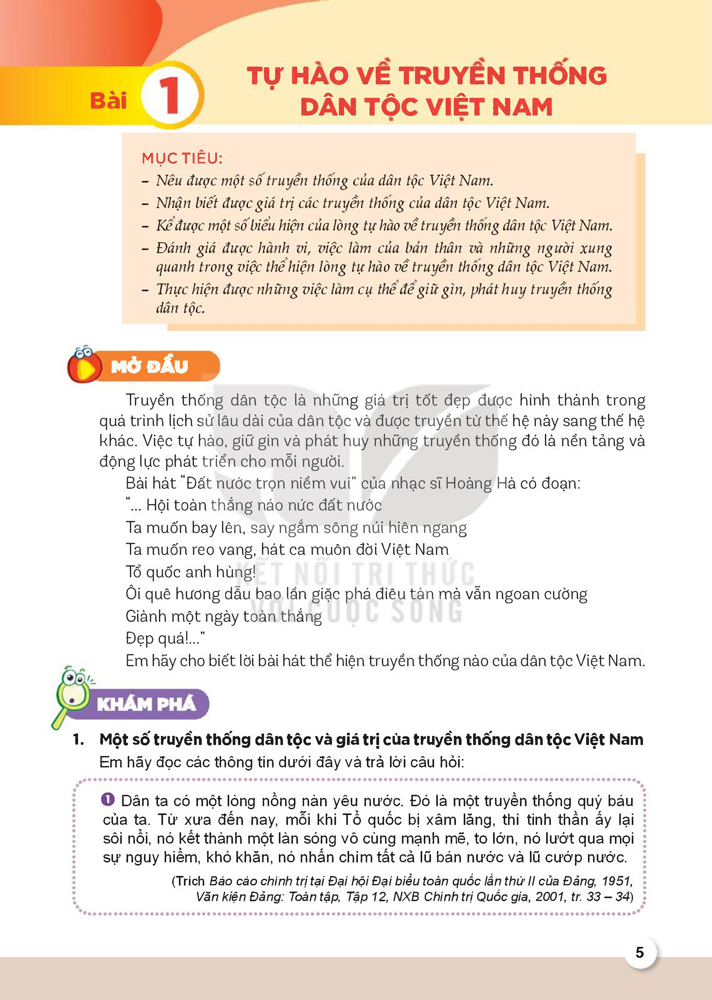 Bài 1
TỰ HÀO VỀ TRUYỀN THỐNG
DÂN TỘC VIỆT NAM
MỤC TIÊU:
– Nêu được một số truyền thống của dân tộc Việt Nam.
– Nhận biết được giá trị các truyền thống của dân tộc Việt Nam.
– Kể được một số biểu hiện của lòng tự hào về truyền thống dân tộc Việt Nam.
– Đánh giá được hành vi, việc làm của bản thân và những người xung
quanh trong việc thể hiện lòng tự hào về truyền thống dân tộc Việt Nam.
– Thực hiện được những việc làm cụ thể để giữ gìn, phát huy truyền thống
dân tộc.
MỞ ĐẦU
Truyền thống dân tộc là những giá trị tốt đẹp được hình thành trong
quá trình lịch sử lâu dài của dân tộc và được truyền từ thế hệ này sang thế hệ
khác. Việc tự hào, giữ gìn và phát huy những truyền thống đó là nền tảng và
động lực phát triển cho mỗi người.
Bài hát “Đất nước trọn niềm vui” của nhạc sĩ Hoàng Hà có đoạn:
“... Hội toàn thắng náo nức đất nước
Ta muốn bay lên, say ngắm sông núi hiên ngang
Ta muốn reo vang, hát ca muôn đời Việt Nam
Tổ quốc anh hùng!
Ôi quê hương dẫu bao lần giặc phá điêu tàn mà vẫn ngoan cường
Giành một ngày toàn thắng
Đẹp quá!...”
Em hãy cho biết lời bài hát thể hiện truyền thống nào của dân tộc Việt Nam.
KẾT NỐI TRI THỨC
VỚI CUỘC SỐNG
KHÁM PHÁ
1. Một số truyền thống dân tộc và giá trị của truyền thống dân tộc Việt Nam
Em hãy đọc các thông tin dưới đây và trả lời câu hỏi:
1 Dân ta có một lòng nồng nàn yêu nước. Đó là một truyền thống quý báu
của ta. Từ xưa đến nay, mỗi khi Tổ quốc bị xâm lăng, thì tinh thần ấy lại
sôi nổi, nó kết thành một làn sóng vô cùng mạnh mẽ, to lớn, nó lướt qua mọi
sự nguy hiểm, khó khăn, nó nhấn chìm tất cả lũ bán nước và lũ cướp nước.
(Trích Báo cáo chính trị tại Đại hội Đại biểu toàn quốc lần thứ II của Đảng, 1951,
Văn kiện Đảng: Toàn tập, Tập 12, NXB Chính trị Quốc gia, 2001, tr. 33 – 34)
5